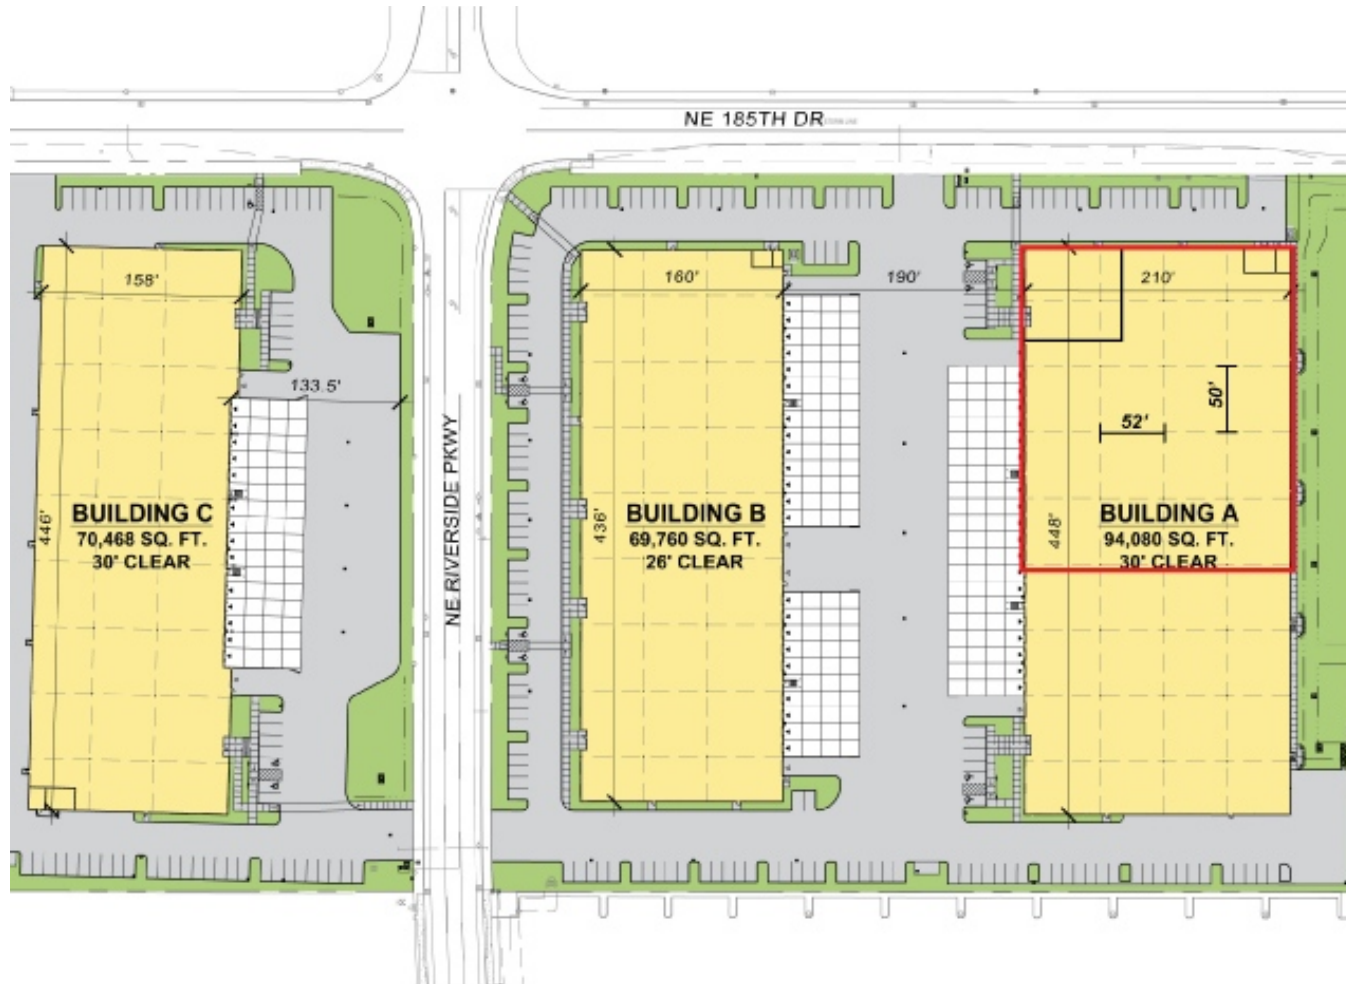 NE 185TH DR
158'
160'
190'
210'
133.5'
50'
52'
NE RIVERSIDE PKWY
446'
BUILDING C
70,468 SQ. FT.
30' CLEAR
436'
BUILDING B
69,760 SQ. FT.
26' CLEAR
448'
BUILDING A
94,080 SQ. FT.
30' CLEAR